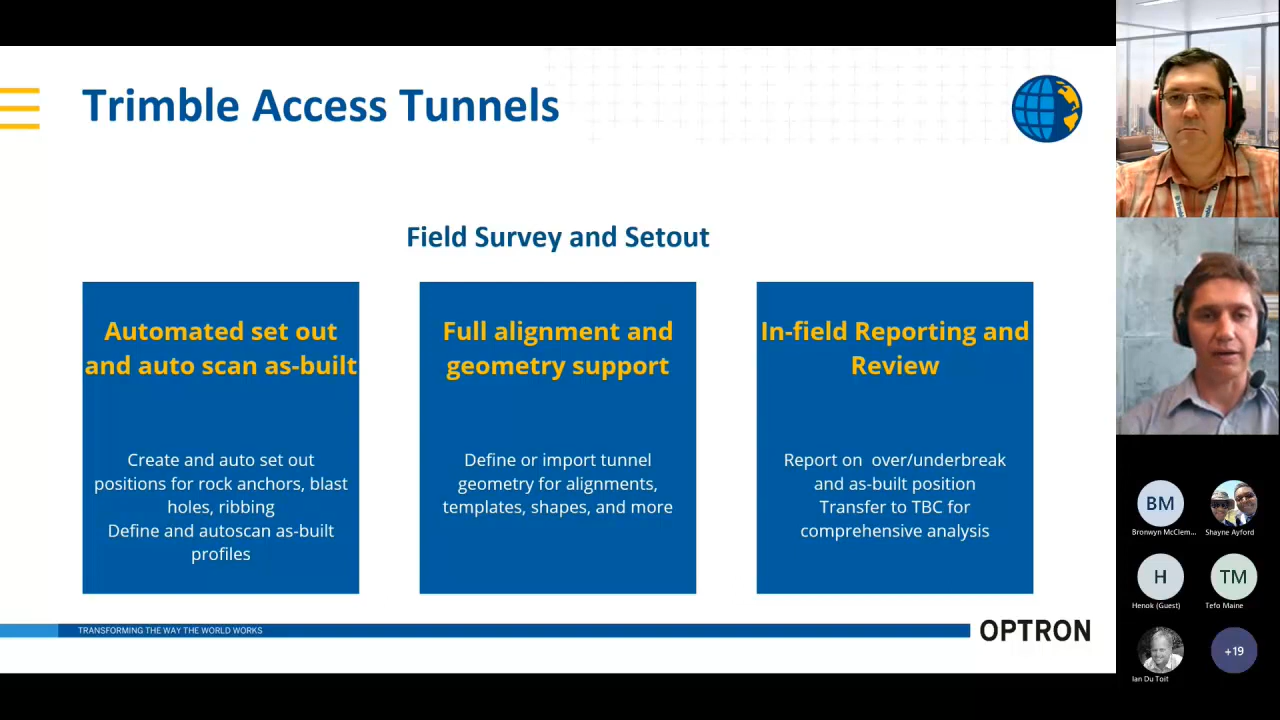 Trimble Access Tunnels
Field Survey and Setout
Automated set out
and auto scan as-built
Create and auto set out
positions for rock anchors, blast
holes, ribbing
Define and autoscan as-built
profiles
Full alignment and
geometry support
Define or import tunnel
geometry for alignments,
templates, shapes, and more
In-field Reporting and
Review
Report on  over/underbreak
and as-built position
Transfer to TBC for
comprehensive analysis
TRANSFORMING THE WAY THE WORLD WORKS
OPTRON
BM
Bronwyn McClem...
Shayne Ayford
H
Henok (Guest)
TM
Tefo Maine
Ian Du Toit
+19